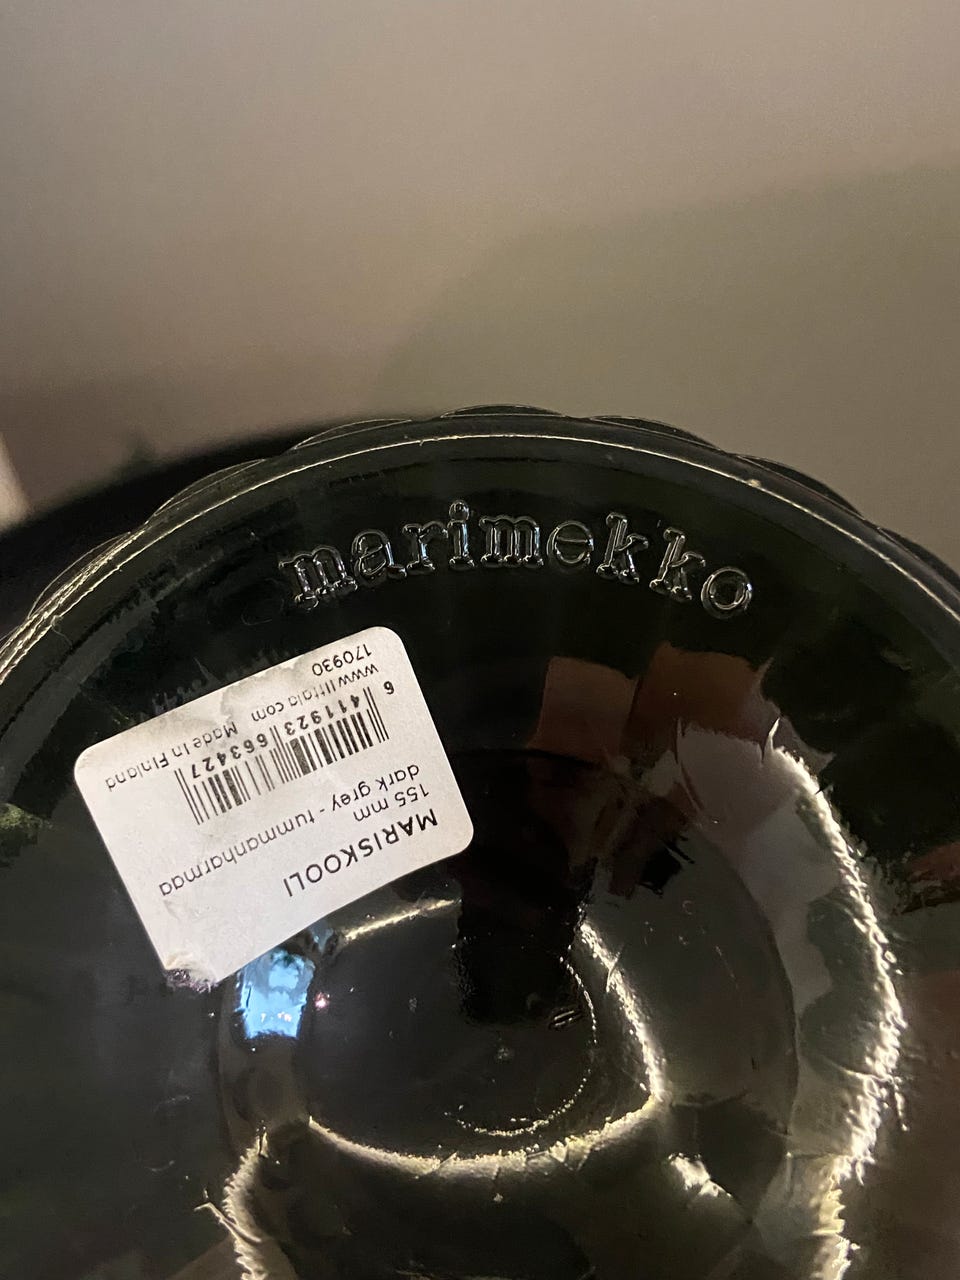 marimekko
MARISKOOLI
155 mm
dark grey - tummanharmaa
6 411923 663427
Made in Finland
www.iittala.com
170930